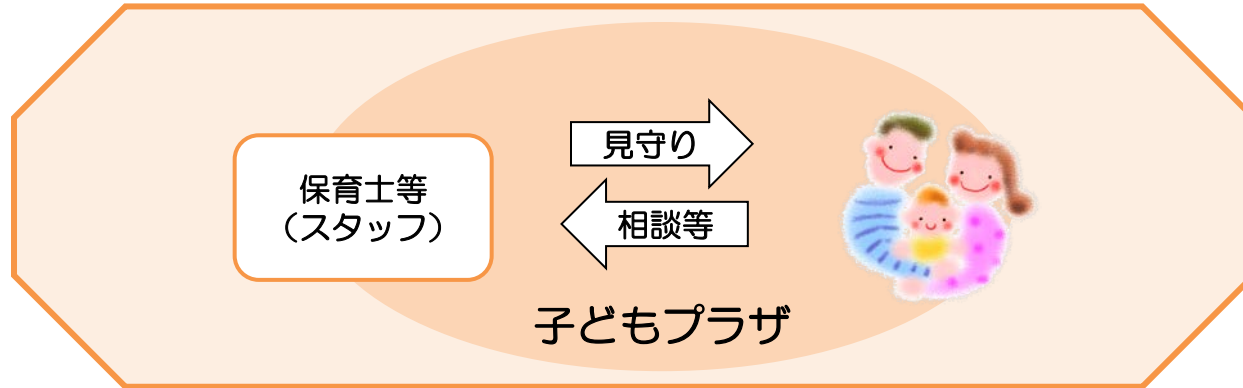 見守り
保育士等
（スタッフ）
相談等
子どもプラザ